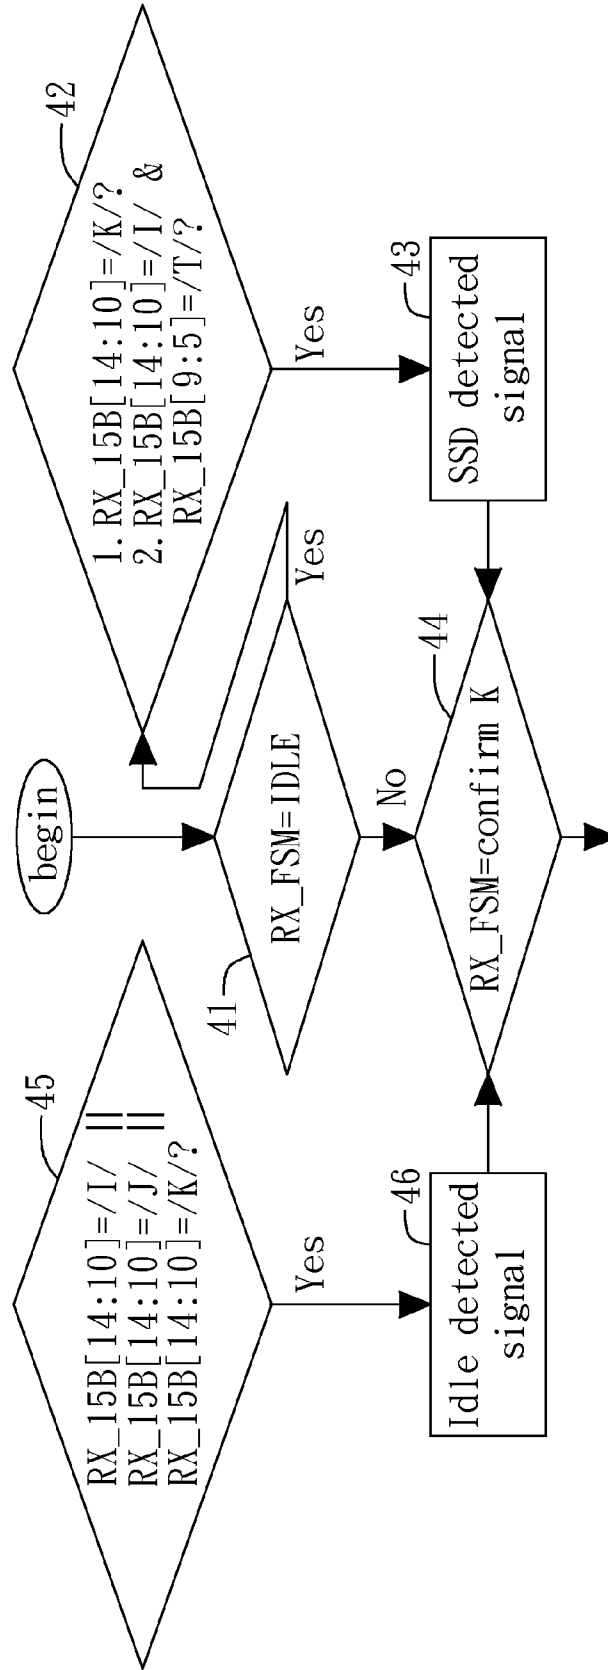 begin
45
RX_15B[14:10]=/I/ ||
RX_15B[14:10]=/J/ ||
RX_15B[14:10]=/K/?
Yes
46
Idle detected
signal
41
RX_FSM=IDLE
Yes
No
42
1.RX_15B[14:10]=/K/?
2.RX_15B[14:10]=/I/ &
RX_15B[9:5]=/T/?
Yes
43
SSD detected
signal
44
RX_FSM=confirm K